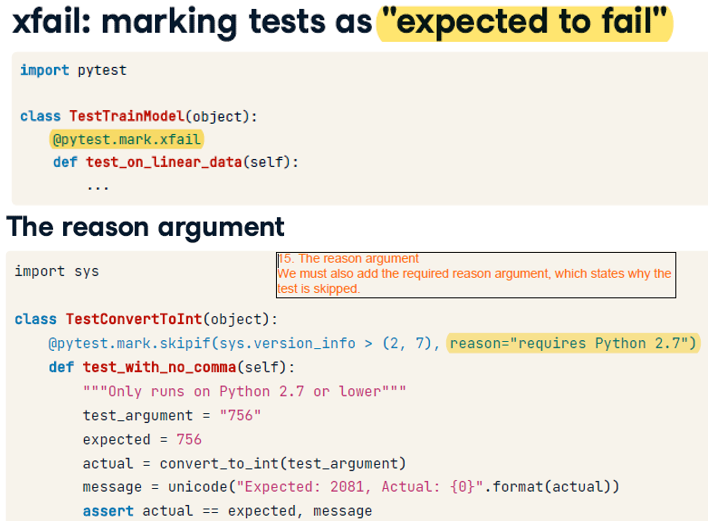 xfail: marking tests as "expected to fail"
import pytest
class TestTrainModel(object):
@pytest.mark.xfail
def test_on_linear_data(self):
...
The reason argument
import sys
15. The reason argument
We must also add the required reason argument, which states why the
test is skipped.
class TestConvertToInt(object):
@pytest.mark.skipif(sys.version_info > (2, 7), reason="requires Python 2.7")
def test_with_no_comma(self):
"""Only runs on Python 2.7 or lower"""
test_argument = "756"
expected = 756
actual = convert_to_int(test_argument)
message = unicode("Expected: 2081, Actual: {0}".format(actual))
assert actual == expected, message